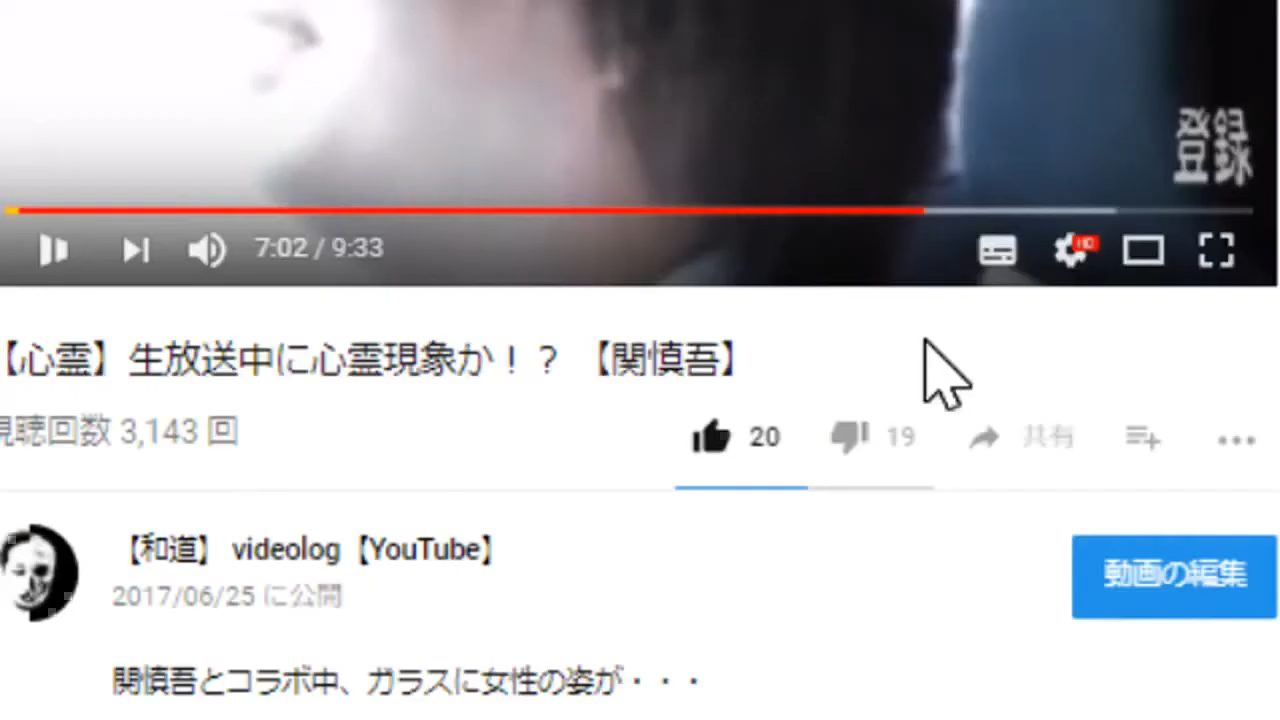 登録
7:02 / 9:33
HD
【心霊】生放送中に心霊現象か！？ 【関慎吾】
視聴回数 3,143 回
20
19
共有
【和道】 videolog【YouTube】
2017/06/25 に公開
動画の編集
関慎吾とコラボ中、ガラスに女性の姿が・・・